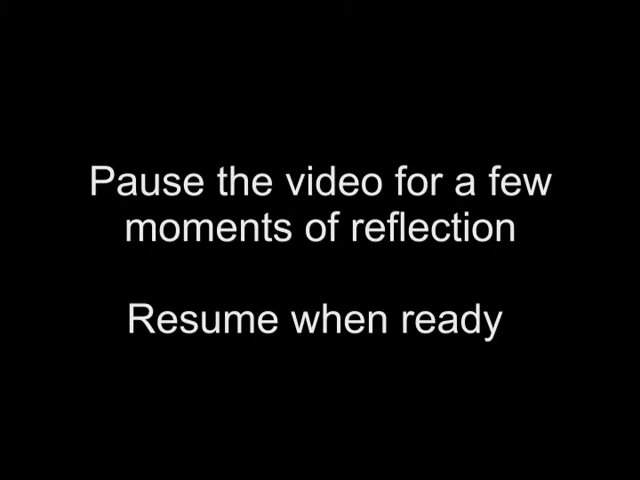 Pause the video for a few
moments of reflection
Resume when ready